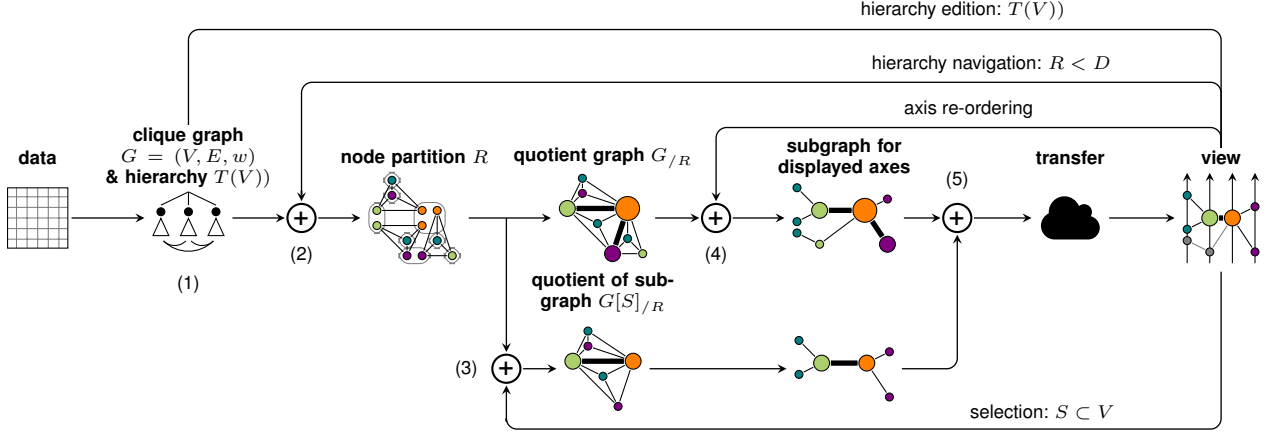 hierarchy edition: T(V))
hierarchy navigation: R < D
axis re-ordering
data
clique graph
G = (V, E, w)
& hierarchy T(V))
node partition R
quotient graph G/R
subgraph for
displayed axes
transfer
view
(1)
(2)
(4)
(5)
quotient of sub-
graph G[S]/R
(3)
selection: S ⊂ V